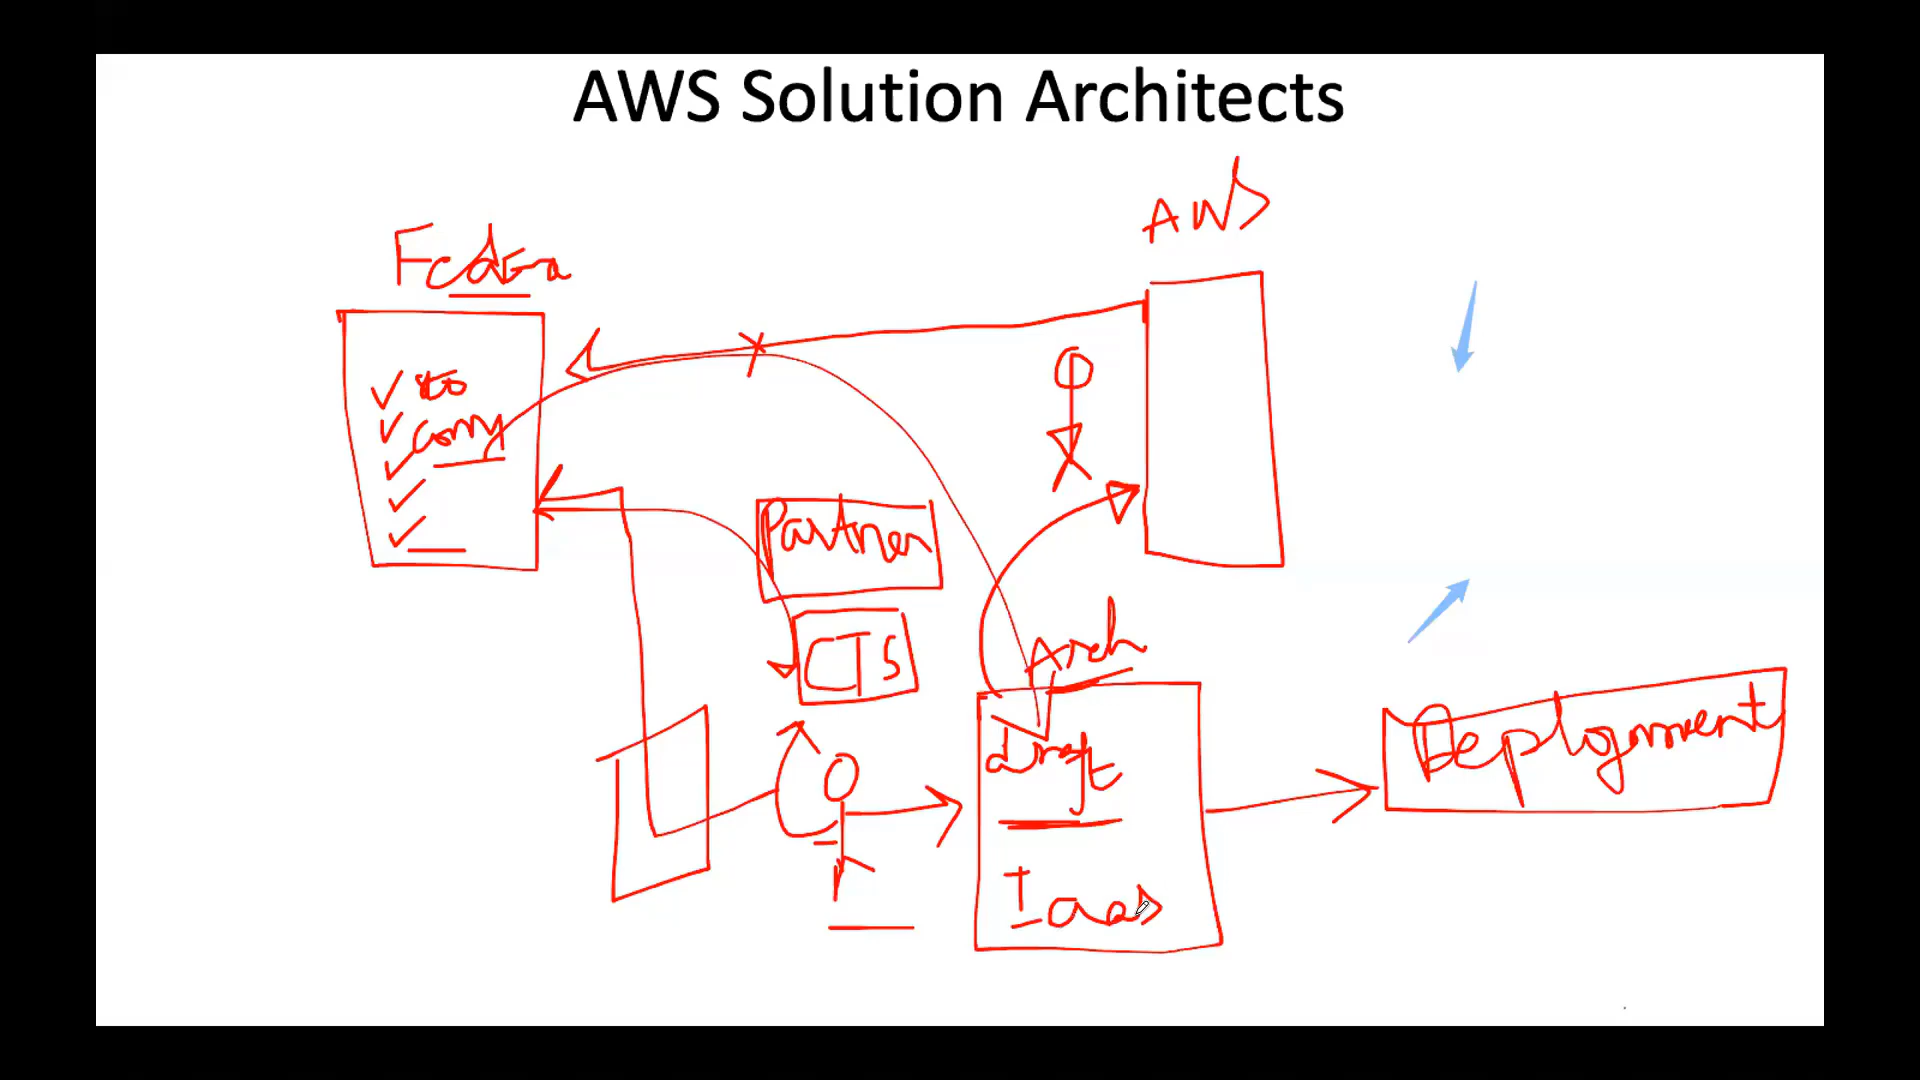 AWS Solution Architects
AWS
Partner
CTS
Arch
Draft
Deployment
Iaas